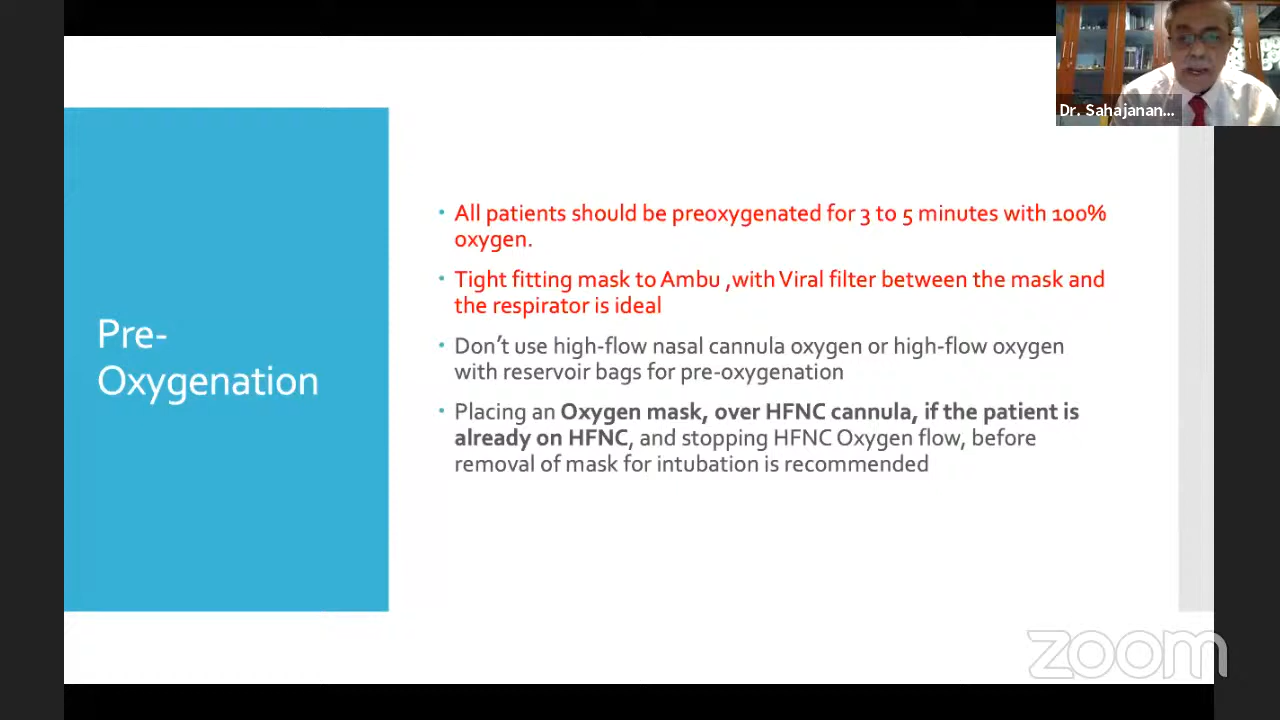 Dr. Sahajanan...
Pre-
Oxygenation
• All patients should be preoxygenated for 3 to 5 minutes with 100%
oxygen.
• Tight fitting mask to Ambu ,with Viral filter between the mask and
the respirator is ideal
• Don't use high-flow nasal cannula oxygen or high-flow oxygen
with reservoir bags for pre-oxygenation
• Placing an Oxygen mask, over HFNC cannula, if the patient is
already on HFNC, and stopping HFNC Oxygen flow, before
removal of mask for intubation is recommended
zoom